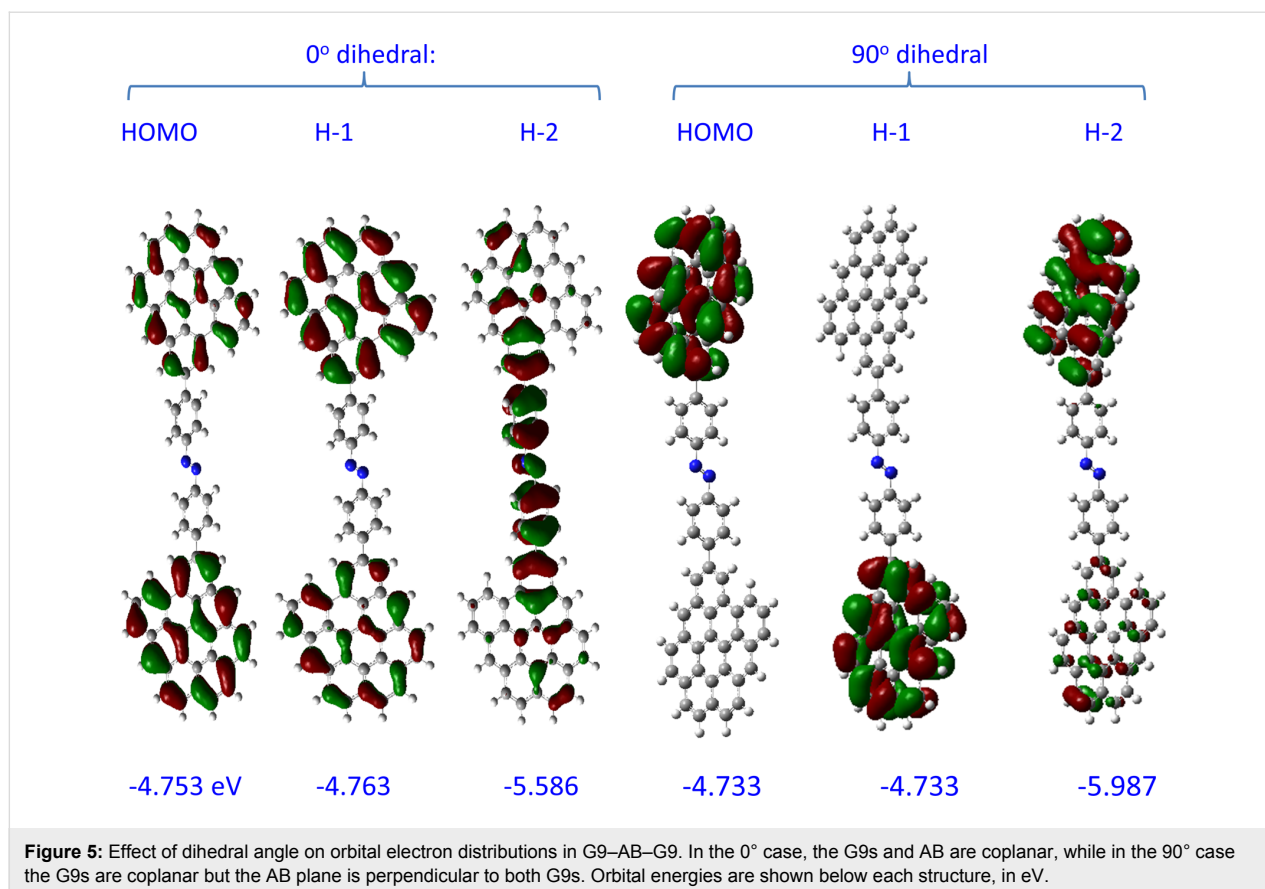 0° dihedral:
90° dihedral
HOMO H-1 H-2 HOMO H-1 H-2
-4.753 eV -4.763 -5.586 -4.733 -4.733 -5.987
Figure 5: Effect of dihedral angle on orbital electron distributions in G9–AB–G9. In the 0° case, the G9s and AB are coplanar, while in the 90° case
the G9s are coplanar but the AB plane is perpendicular to both G9s. Orbital energies are shown below each structure, in eV.